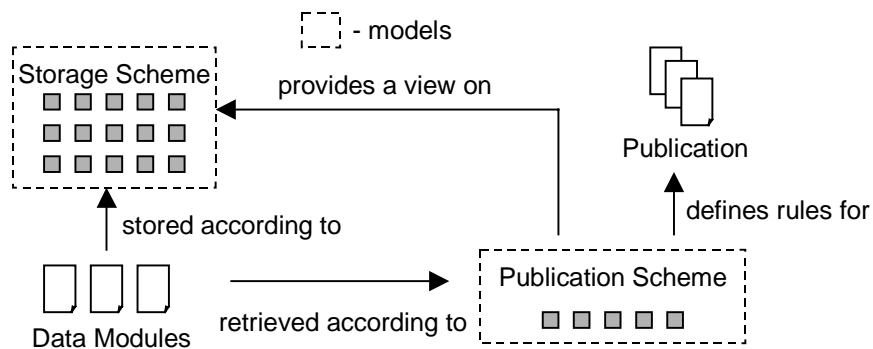 - models
Storage Scheme
provides a view on
Publication
stored according to
defines rules for
Publication Scheme
Data Modules
retrieved according to